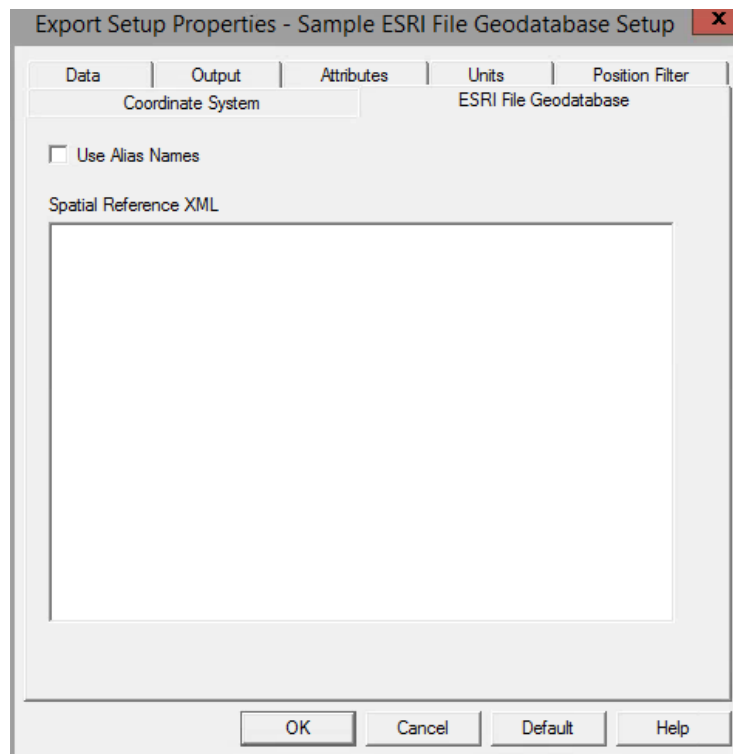 Export Setup Properties - Sample ESRI File Geodatabase Setup x
Data Output Attributes Units Position Filter
Coordinate System ESRI File Geodatabase
Use Alias Names
Spatial Reference XML
OK Cancel Default Help